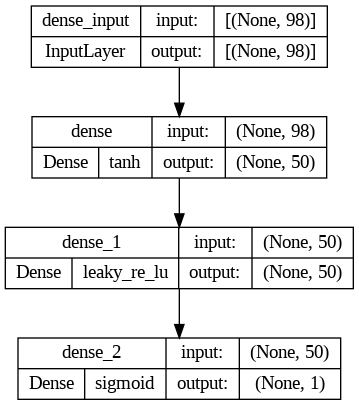 dense_input input: [(None, 98)]
InputLayer output: [(None, 98)]
dense input: (None, 98)
Dense tanh output: (None, 50)
dense_1 input: (None, 50)
Dense leaky_re_lu output: (None, 50)
dense_2 input: (None, 50)
Dense sigmoid output: (None, 1)